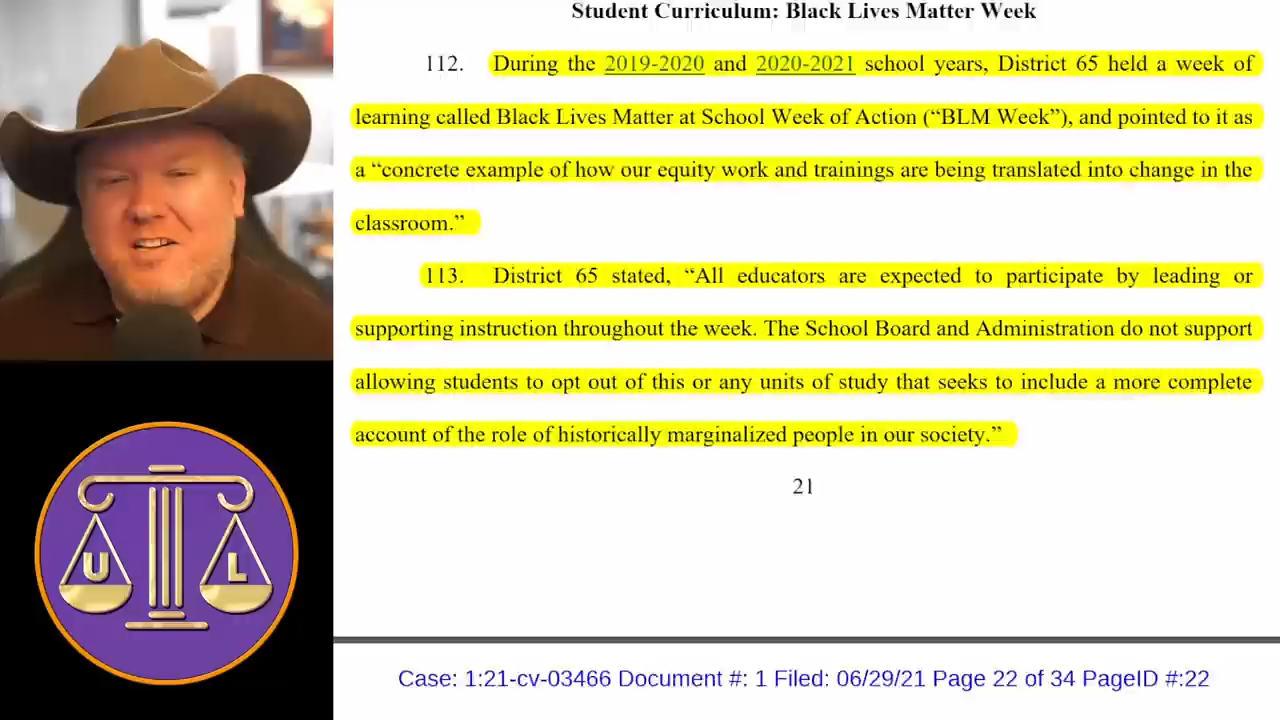 Student Curriculum: Black Lives Matter Week
112. During the 2019-2020 and 2020-2021 school years, District 65 held a week of
learning called Black Lives Matter at School Week of Action (“BLM Week”), and pointed to it as
a “concrete example of how our equity work and trainings are being translated into change in the
classroom.”
113. District 65 stated, “All educators are expected to participate by leading or
supporting instruction throughout the week. The School Board and Administration do not support
allowing students to opt out of this or any units of study that seeks to include a more complete
account of the role of historically marginalized people in our society.”
21
Case: 1:21-cv-03466 Document #: 1 Filed: 06/29/21 Page 22 of 34 PageID #:22
U L